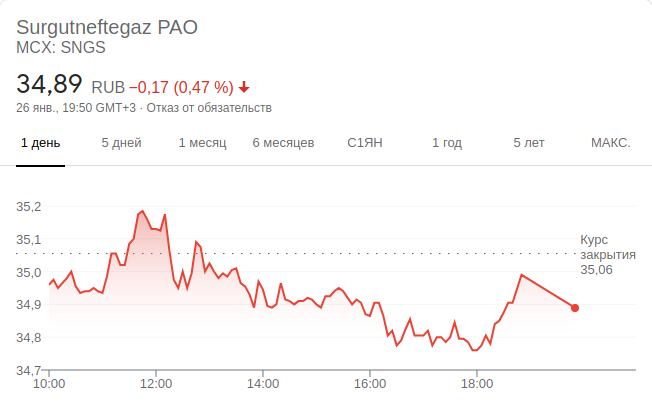 Surgutneftegaz PAO
MCX: SNGS
34,89 RUB −0,17 (0,47 %)
26 янв., 19:50 GMT+3 · Отказ от обязательств
1 день 5 дней 1 месяц 6 месяцев С1ЯН 1 год 5 лет МАКС.
35,2
35,1
35,0
34,9
34,8
34,7
Курс
закрытия
35,06
10:00 12:00 14:00 16:00 18:00